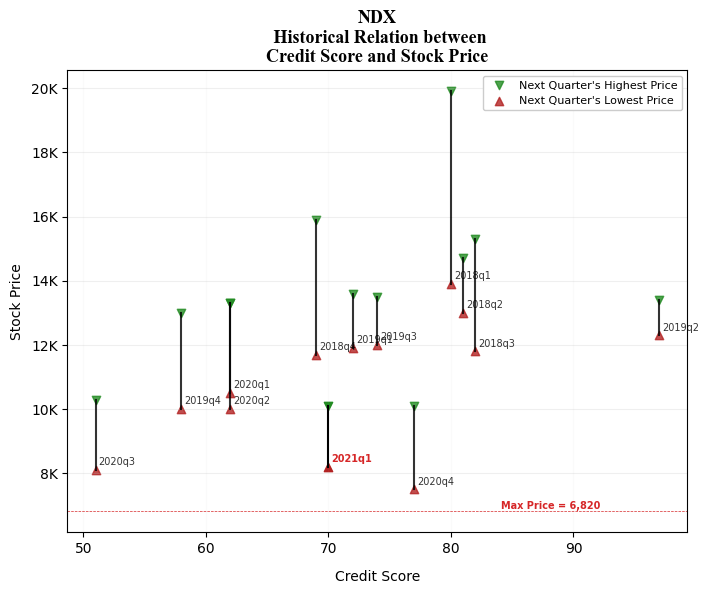 NDX
Historical Relation between
Credit Score and Stock Price
Next Quarter's Highest Price
Next Quarter's Lowest Price
Stock Price
20K
18K
16K
14K
12K
10K
8K
2018q1
2018q2
2018q3
2018q4
2019q1
2019q3
2019q2
2020q1
2020q2
2019q4
2020q3
2021q1
2020q4
Max Price = 6,820
50
60
70
80
90
Credit Score